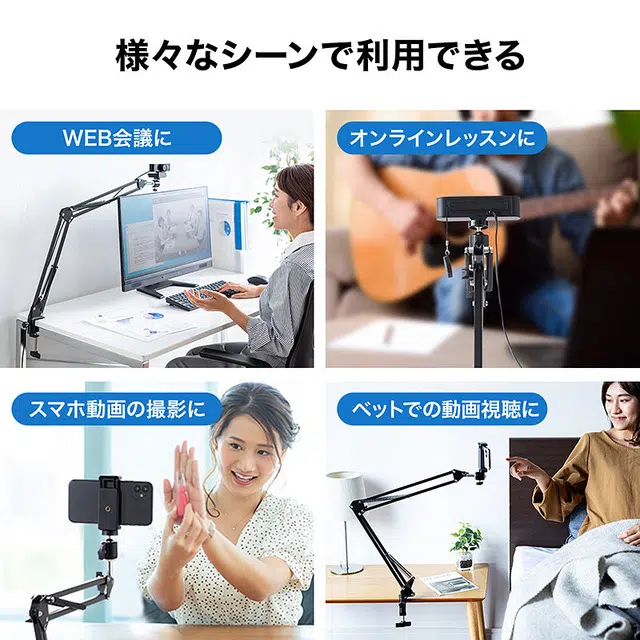 様々なシーンで利用できる
WEB会議に
オンラインレッスンに
スマホ動画の撮影に
ベットでの動画視聴に